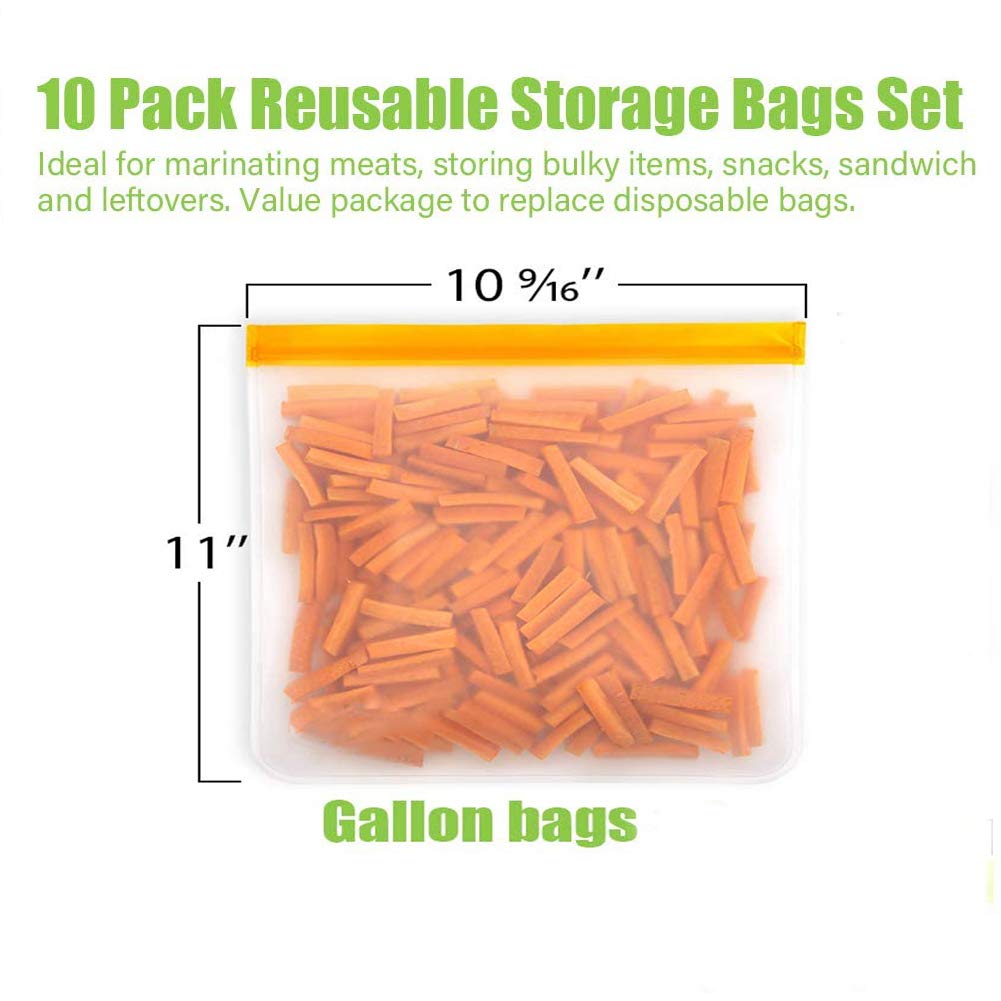 10 Pack Reusable Storage Bags Set
Ideal for marinating meats, storing bulky items, snacks, sandwich
and leftovers. Value package to replace disposable bags.
10 9⁄16’’
11’’
Gallon bags